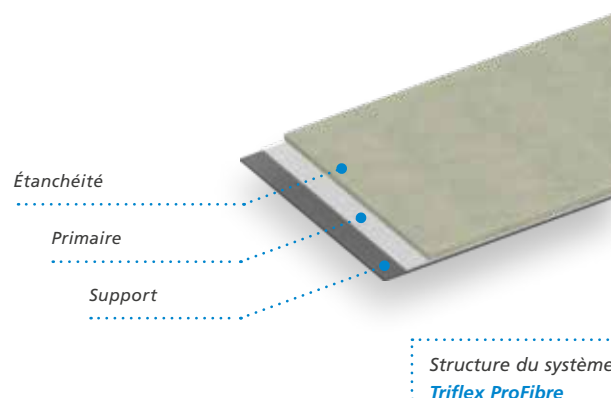 Étanchéité
Primaire
Support
Structure du système
Triflex ProFibre